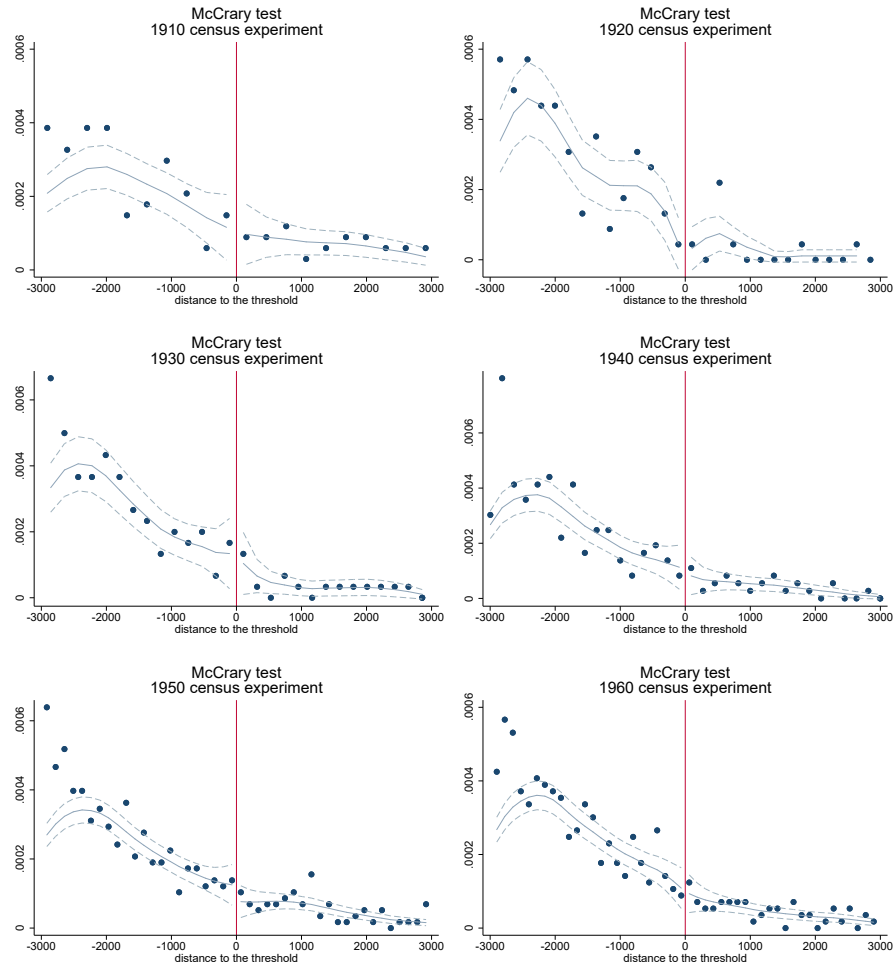 McCrary test
1910 census experiment
.0006
.0004
.0002
0
-3000 -2000 -1000 0 1000 2000 3000
distance to the threshold
McCrary test
1920 census experiment
.0006
.0004
.0002
0
-3000 -2000 -1000 0 1000 2000 3000
distance to the threshold
McCrary test
1930 census experiment
.0006
.0004
.0002
0
-3000 -2000 -1000 0 1000 2000 3000
distance to the threshold
McCrary test
1940 census experiment
.0006
.0004
.0002
0
-3000 -2000 -1000 0 1000 2000 3000
distance to the threshold
McCrary test
1950 census experiment
.0006
.0004
.0002
0
-3000 -2000 -1000 0 1000 2000 3000
distance to the threshold
McCrary test
1960 census experiment
.0006
.0004
.0002
0
-3000 -2000 -1000 0 1000 2000 3000
distance to the threshold